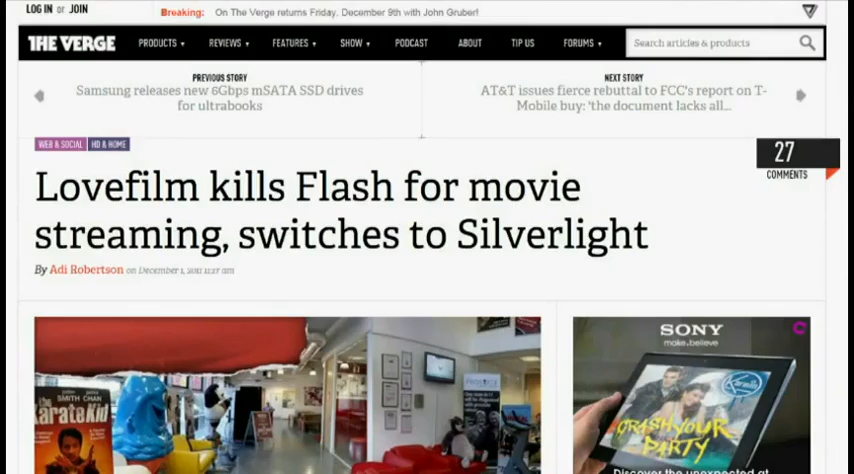 LOG IN or JOIN
Breaking: On The Verge returns Friday, December 9th with John Gruber!
THE VERGE
PRODUCTS
REVIEWS
FEATURES
SHOW
PODCAST
ABOUT
TIP US
FORUMS
Search articles & products
PREVIOUS STORY
Samsung releases new 6Gbps mSATA SSD drives
for ultrabooks
NEXT STORY
AT&T issues fierce rebuttal to FCC's report on T-
Mobile buy: 'the document lacks all...
WEB & SOCIAL
HD & HOME
27
COMMENTS
Lovefilm kills Flash for movie
streaming, switches to Silverlight
By Adi Robertson on December 1, 2011 11:27 am
SMITH CHAN
the
Karate Kid
SONY
make.believe
CRASH YOUR
PARTY
Discover the unexpected at